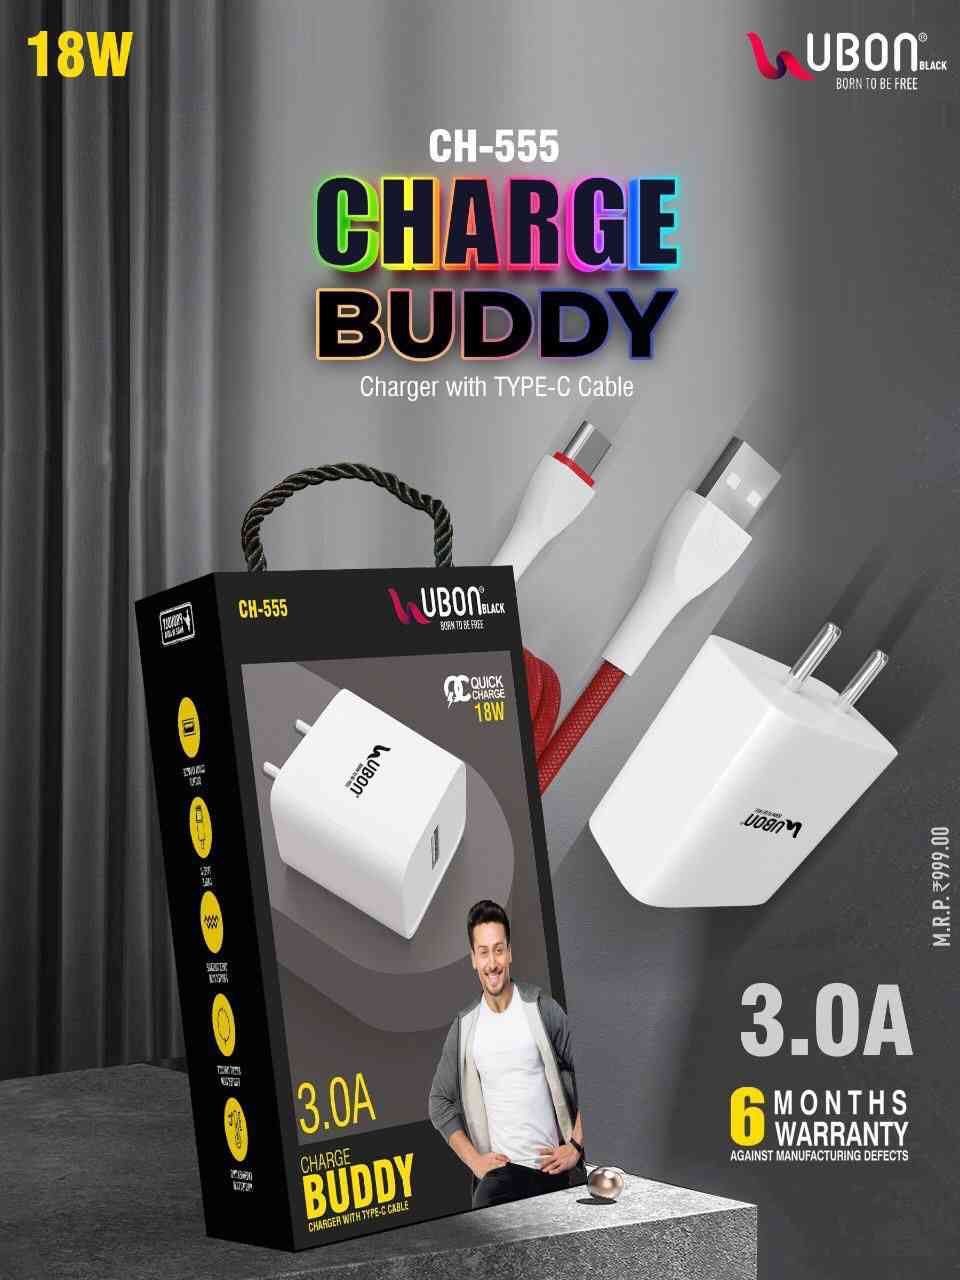 18W
UBON®
BLACK
BORN TO BE FREE
CH-555
CHARGE
BUDDY
Charger with TYPE-C Cable
CH-555
UBON®
BLACK
BORN TO BE FREE
QC QUICK
CHARGE
18W
UBON
UBON
3.0A
CHARGE
BUDDY
CHARGER WITH TYPE-C CABLE
M.R.P. ₹999.00
3.0A
6 MONTHS
WARRANTY
AGAINST MANUFACTURING DEFECTS